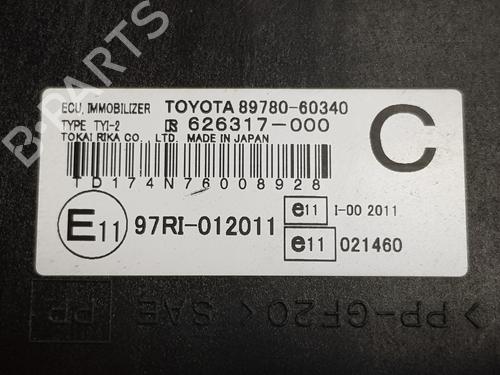 ECU, IMMOBILIZER TOYOTA 89780-60340
TYPE TYI-2 R 626317-000
TOKAI RIKA CO., LTD. MADE IN JAPAN
C
TD174N76008928
E11 97RI-012011
e11 I-00 2011
e11 021460
>PP-GF20< SAE PP
B PARTS